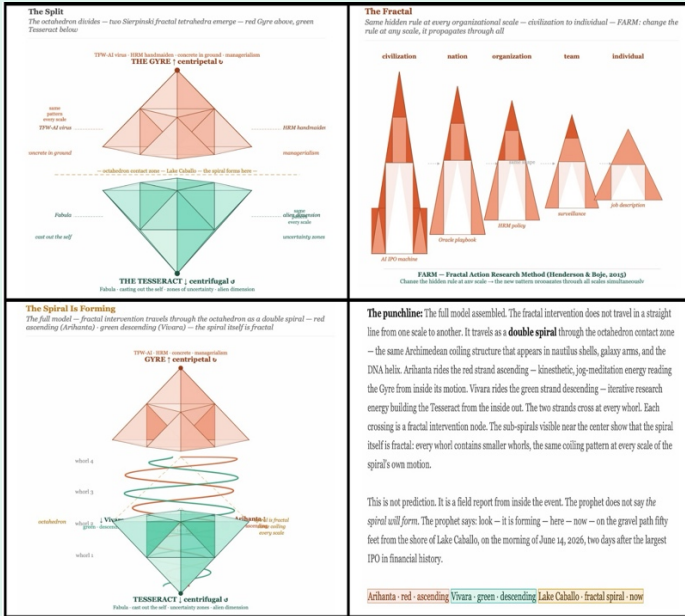 The Split
The octahedron divides — two Sierpinski fractal tetrahedra emerge — red Gyre above, green
Tesseract below
TFW-AI virus · HRM handmaiden · concrete in ground · managerialism
THE GYRE ↑ centripetal ↻
same
pattern
every scale
TFW-AI virus
HRM handmaiden
concrete in ground
managerialism
— octahedron contact zone — Lake Caballo — the spiral forms here —
Fabula
alien dimension
same
pattern
every scale
cast out the self
uncertainty zones
THE TESSERACT ↓ centrifugal ↺
Fabula · casting out the self · zones of uncertainty · alien dimension
The Fractal
Same hidden rule at every organizational scale — civilization to individual — FARM: change the
rule at any scale, it propagates through all
civilization
nation
organization
team
individual
AI IPO machine
Oracle playbook
HRM policy
surveillance
job description
FARM — Fractal Action Research Method (Henderson & Boje, 2015)
Change the hidden rule at any scale → the new pattern resonates through all scales simultaneously
The Spiral Is Forming
The full model — fractal intervention travels through the octahedron as a double spiral — red
ascending (Arihanta) · green descending (Vivara) — the spiral itself is fractal
TFW-AI · HRM · concrete · managerialism
GYRE ↑ centripetal ↻
whorl 4
whorl 3
whorl 2
whorl 1
octahedron
↓ Vivara
green · descending
Arihanta ↑
spiral is fractal
same coiling
every scale
TESSERACT ↓ centrifugal ↺
Fabula · cast out the self · uncertainty zones · alien dimension
The punchline: The full model assembled. The fractal intervention does not travel in a straight
line from one scale to another. It travels as a double spiral through the octahedron contact zone
— the same Archimedean coiling structure that appears in nautilus shells, galaxy arms, and the
DNA helix. Arihanta rides the red strand ascending — kinesthetic, jog-meditation energy reading
the Gyre from inside its motion. Vivara rides the green strand descending — iterative research
energy building the Tesseract from the inside out. The two strands cross at every whorl. Each
crossing is a fractal intervention node. The sub-spirals visible near the center show that the spiral
itself is fractal: every whorl contains smaller whorls, the same coiling pattern at every scale of the
spiral's own motion.
This is not prediction. It is a field report from inside the event. The prophet does not say the
spiral will form. The prophet says: look — it is forming — here — now — on the gravel path fifty
feet from the shore of Lake Caballo, on the morning of June 14, 2026, two days after the largest
IPO in financial history.
Arihanta · red · ascending Vivara · green · descending Lake Caballo · fractal spiral · now